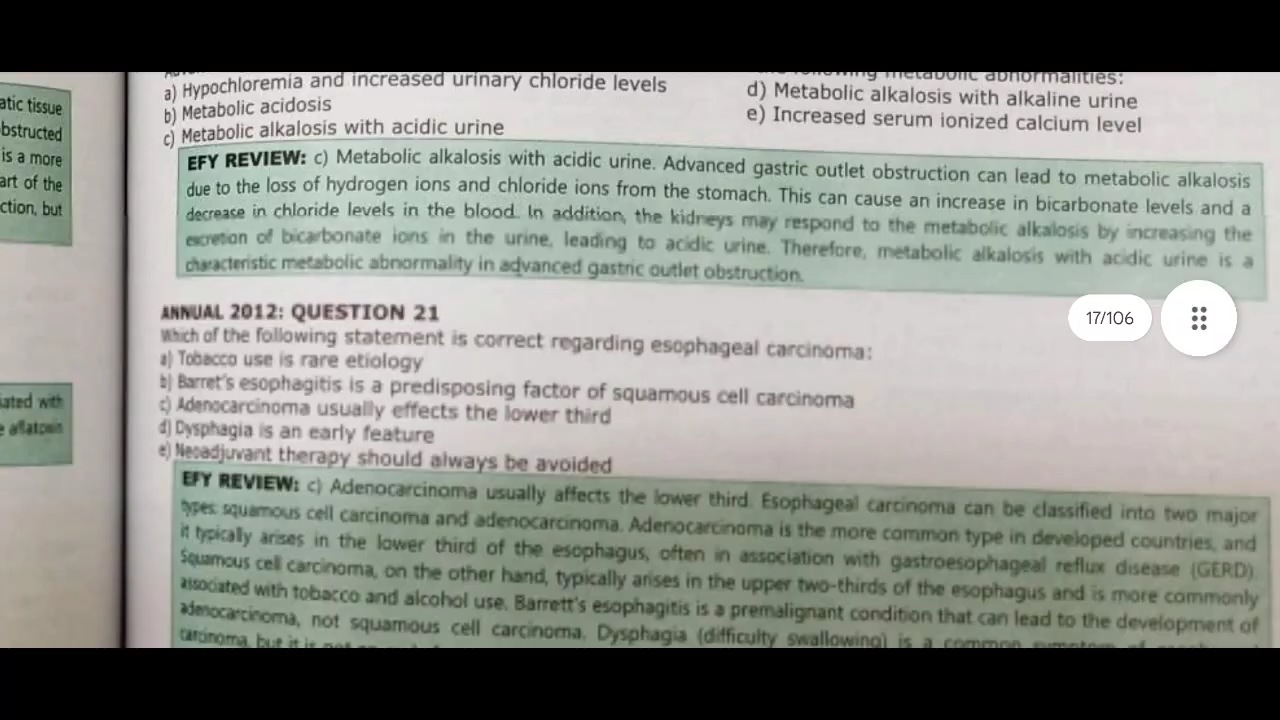 atic tissue
bstructed
is a more
art of the
ction, but
iated with
e aflatoxin
a) Hypochloremia and increased urinary chloride levels
b) Metabolic acidosis
c) Metabolic alkalosis with acidic urine
following metabolic abnormalities:
d) Metabolic alkalosis with alkaline urine
e) Increased serum ionized calcium level
EFY REVIEW: c) Metabolic alkalosis with acidic urine. Advanced gastric outlet obstruction can lead to metabolic alkalosis
due to the loss of hydrogen ions and chloride ions from the stomach. This can cause an increase in bicarbonate levels and a
decrease in chloride levels in the blood. In addition, the kidneys may respond to the metabolic alkalosis by increasing the
excretion of bicarbonate ions in the urine, leading to acidic urine. Therefore, metabolic alkalosis with acidic urine is a
characteristic metabolic abnormality in advanced gastric outlet obstruction.
17/106
ANNUAL 2012: QUESTION 21
Which of the following statement is correct regarding esophageal carcinoma:
a) Tobacco use is rare etiology
b) Barret's esophagitis is a predisposing factor of squamous cell carcinoma
c) Adenocarcinoma usually effects the lower third
d) Dysphagia is an early feature
e) Neoadjuvant therapy should always be avoided
EFY REVIEW: c) Adenocarcinoma usually affects the lower third. Esophageal carcinoma can be classified into two major
types: squamous cell carcinoma and adenocarcinoma. Adenocarcinoma is the more common type in developed countries, and
it typically arises in the lower third of the esophagus, often in association with gastroesophageal reflux disease (GERD).
Squamous cell carcinoma, on the other hand, typically arises in the upper two-thirds of the esophagus and is more commonly
associated with tobacco and alcohol use. Barrett's esophagitis is a premalignant condition that can lead to the development of
adenocarcinoma, not squamous cell carcinoma. Dysphagia (difficulty swallowing) is a common symptom of
carcinoma, but it is not